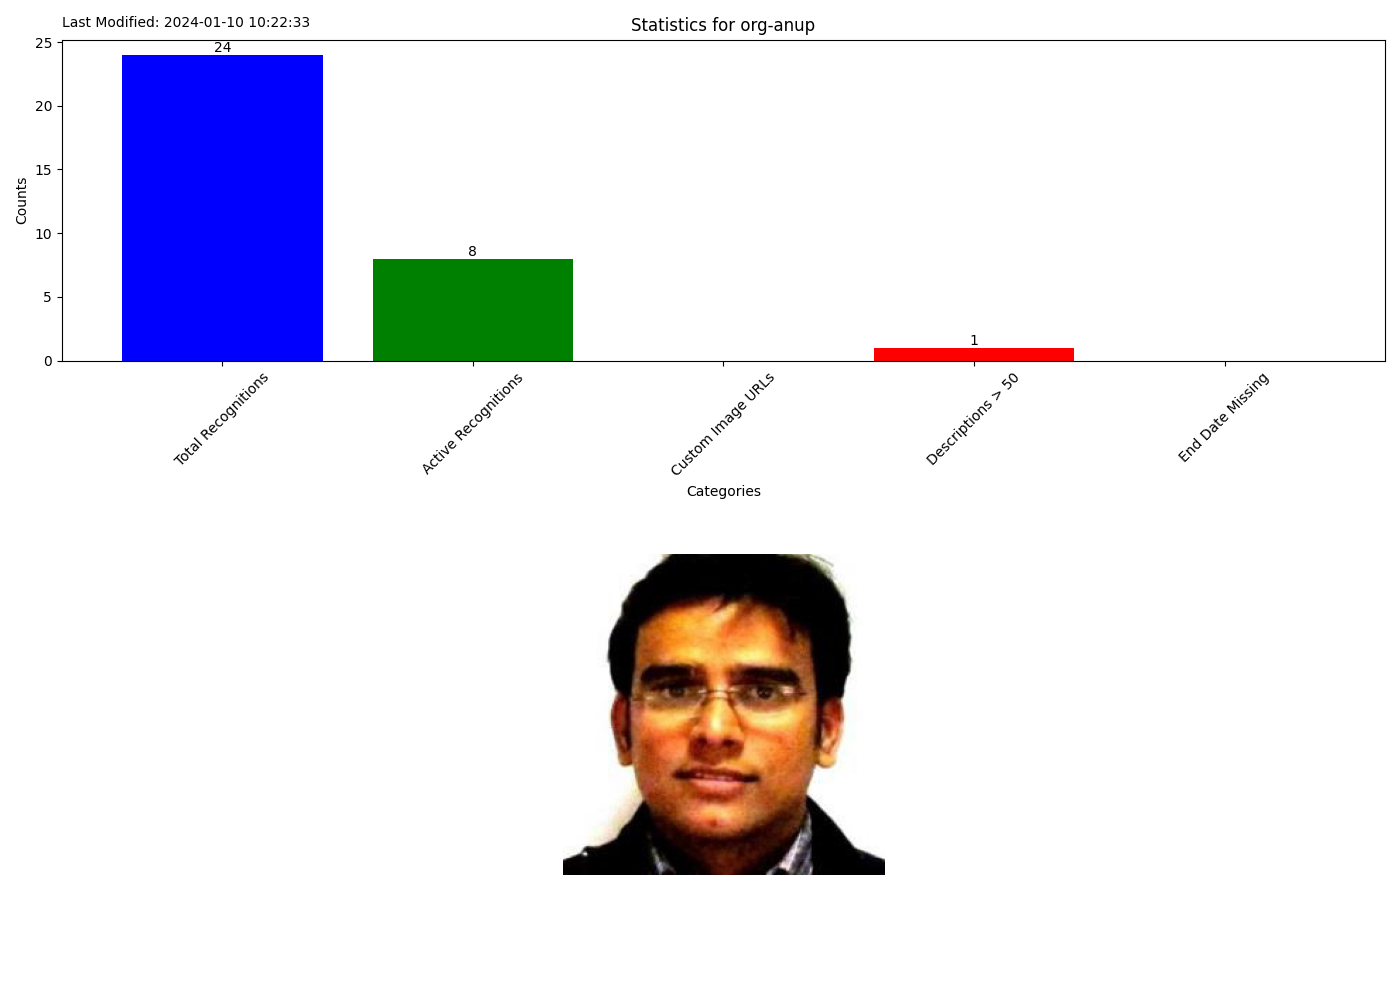 Last Modified: 2024-01-10 10:22:33
Statistics for org-anup
Counts
25
20
15
10
5
0
24
8
1
Total Recognitions
Active Recognitions
Custom Image URLs
Descriptions > 50
End Date Missing
Categories